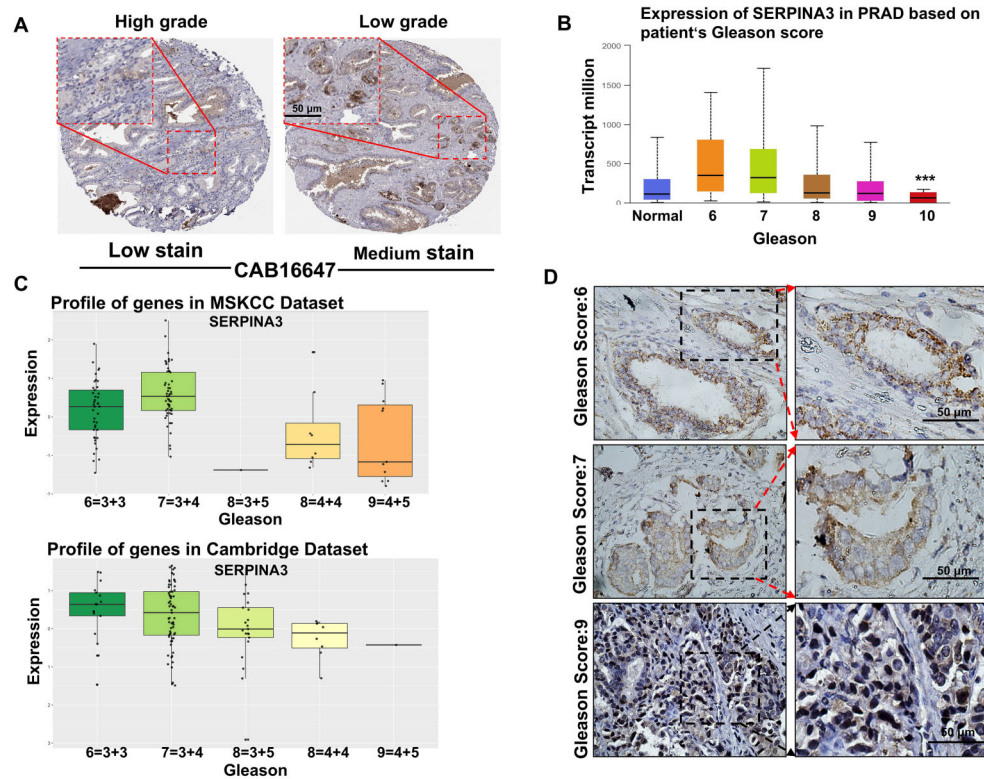 A
High grade
Low grade
50 µm
Low stain
Medium stain
CAB16647
B
Expression of SERPINA3 in PRAD based on
patient's Gleason score
Transcript million
2000
1500
1000
500
0
***
Normal 6 7 8 9 10
Gleason
C
Profile of genes in MSKCC Dataset
SERPINA3
Expression
6=3+3 7=3+4 8=3+5 8=4+4 9=4+5
Gleason
Profile of genes in Cambridge Dataset
SERPINA3
Expression
6=3+3 7=3+4 8=3+5 8=4+4 9=4+5
Gleason
D
Gleason Score:6
50 µm
Gleason Score:7
50 µm
Gleason Score:9
50 µm